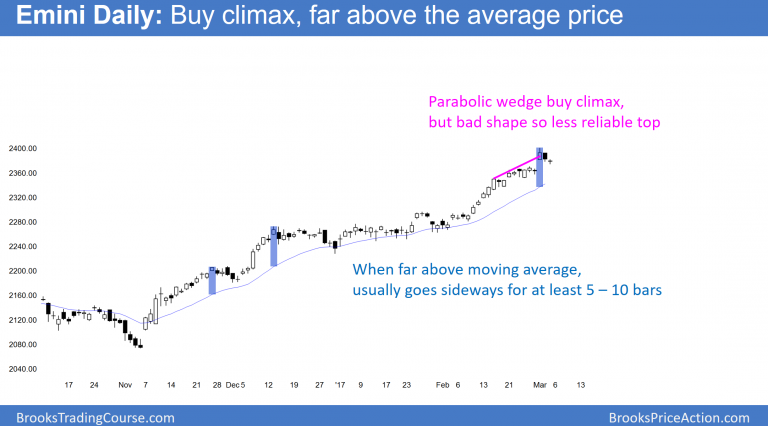 Emini Daily: Buy climax, far above the average price
Parabolic wedge buy climax,
but bad shape so less reliable top
2400.00
2360.00
2320.00
2280.00
2240.00
2200.00
2160.00
2120.00
2040.00
2080.00
When far above moving average,
usually goes sideways for at least 5 – 10 bars
17 24 Nov 7 14 21 28 Dec 5 12 19 27 '17 9 17 23 Feb 6 13 21 Mar 6 13
BrooksTradingCourse.com
BrooksPriceAction.com